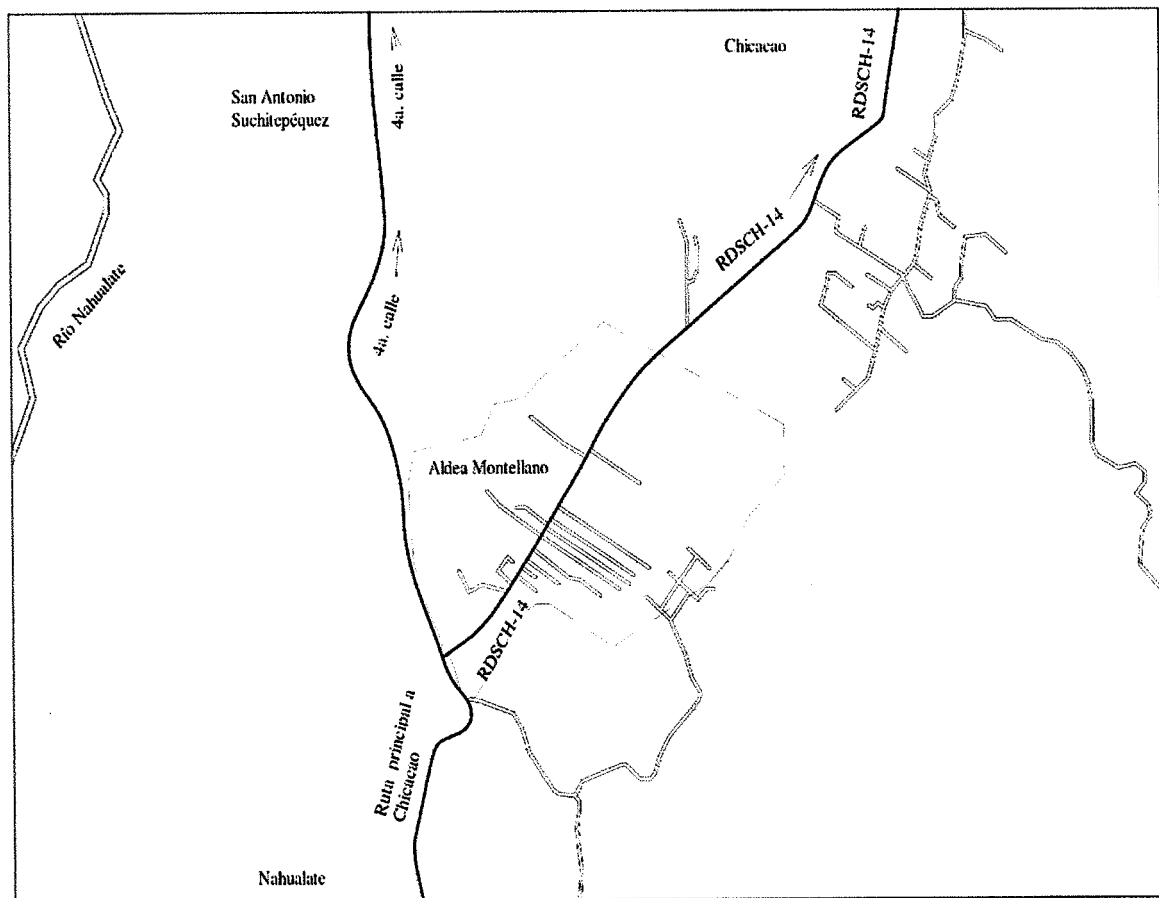 Chicacao
RDSCH-14
4a. calle
San Antonio
Suchitepéquez
RDSCH-14
Río Nahualate
4a. calle
Aldea Montellano
RDSCH-14
Ruta principal a
Chicacao
Nahualate